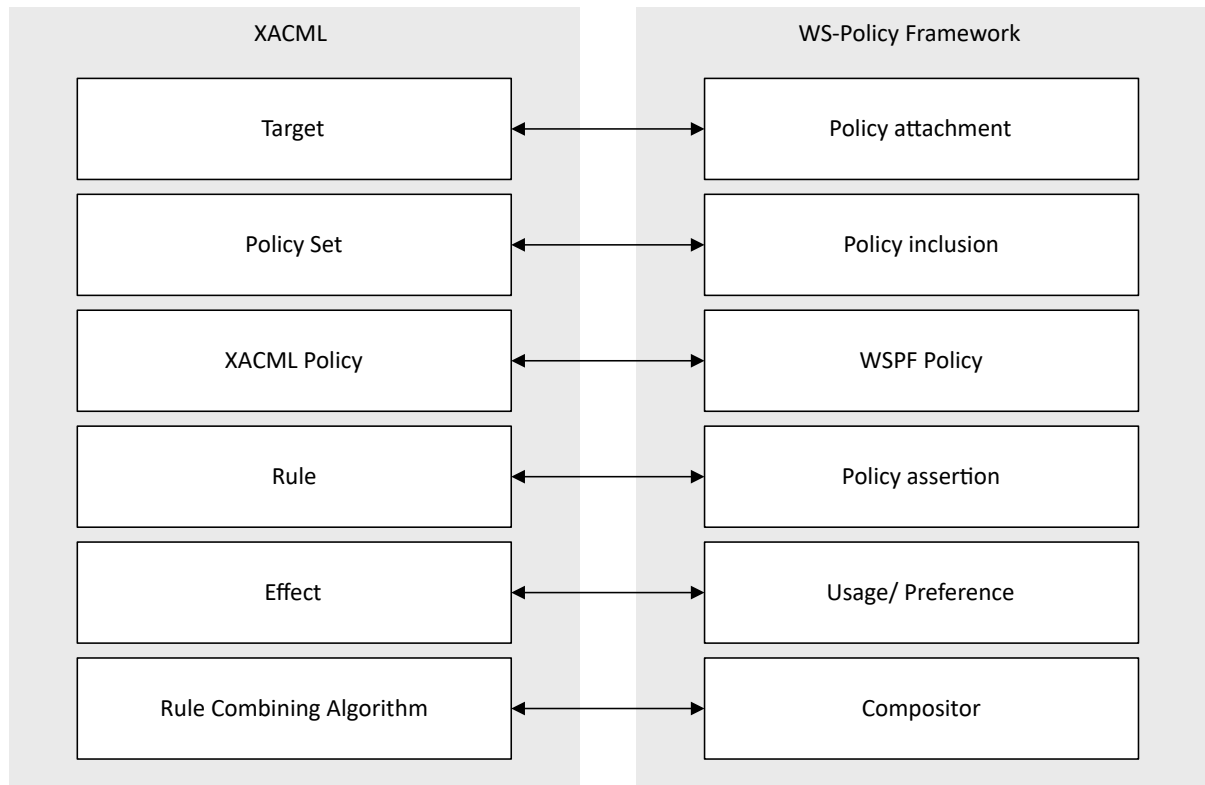 XACML
WS-Policy Framework
Target
Policy attachment
Policy Set
Policy inclusion
XACML Policy
WSPF Policy
Rule
Policy assertion
Effect
Usage/ Preference
Rule Combining Algorithm
Compositor